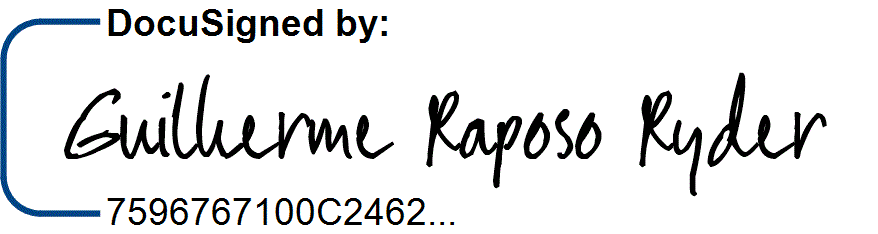 DocuSigned by:
Guilherme Raposo Ryder
7596767100C2462...